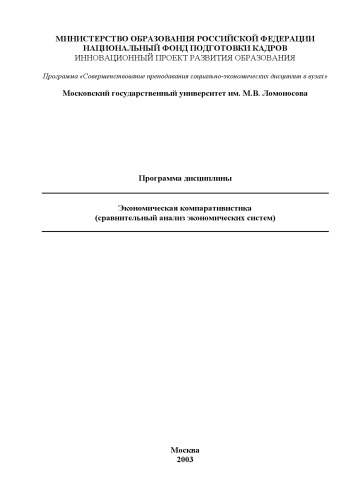 МИНИСТЕРСТВО ОБРАЗОВАНИЯ РОССИЙСКОЙ ФЕДЕРАЦИИ
НАЦИОНАЛЬНЫЙ ФОНД ПОДГОТОВКИ КАДРОВ
ИННОВАЦИОННЫЙ ПРОЕКТ РАЗВИТИЯ ОБРАЗОВАНИЯ
Программа «Совершенствование преподавания социально-экономических дисциплин в вузах»
Московский государственный университет им. М.В. Ломоносова
Программа дисциплины
Экономическая компаративистика
(сравнительный анализ экономических систем)
Москва
2003